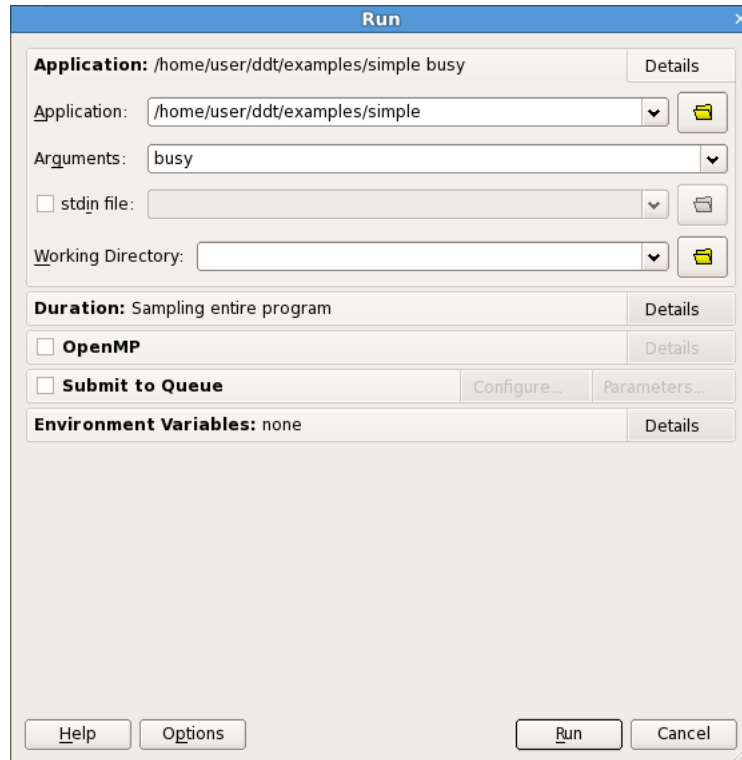 Run
Application: /home/user/ddt/examples/simple busy Details
Application: /home/user/ddt/examples/simple
Arguments: busy
stdin file:
Working Directory:
Duration: Sampling entire program Details
OpenMP Details
Submit to Queue Configure... Parameters...
Environment Variables: none Details
Help Options Run Cancel